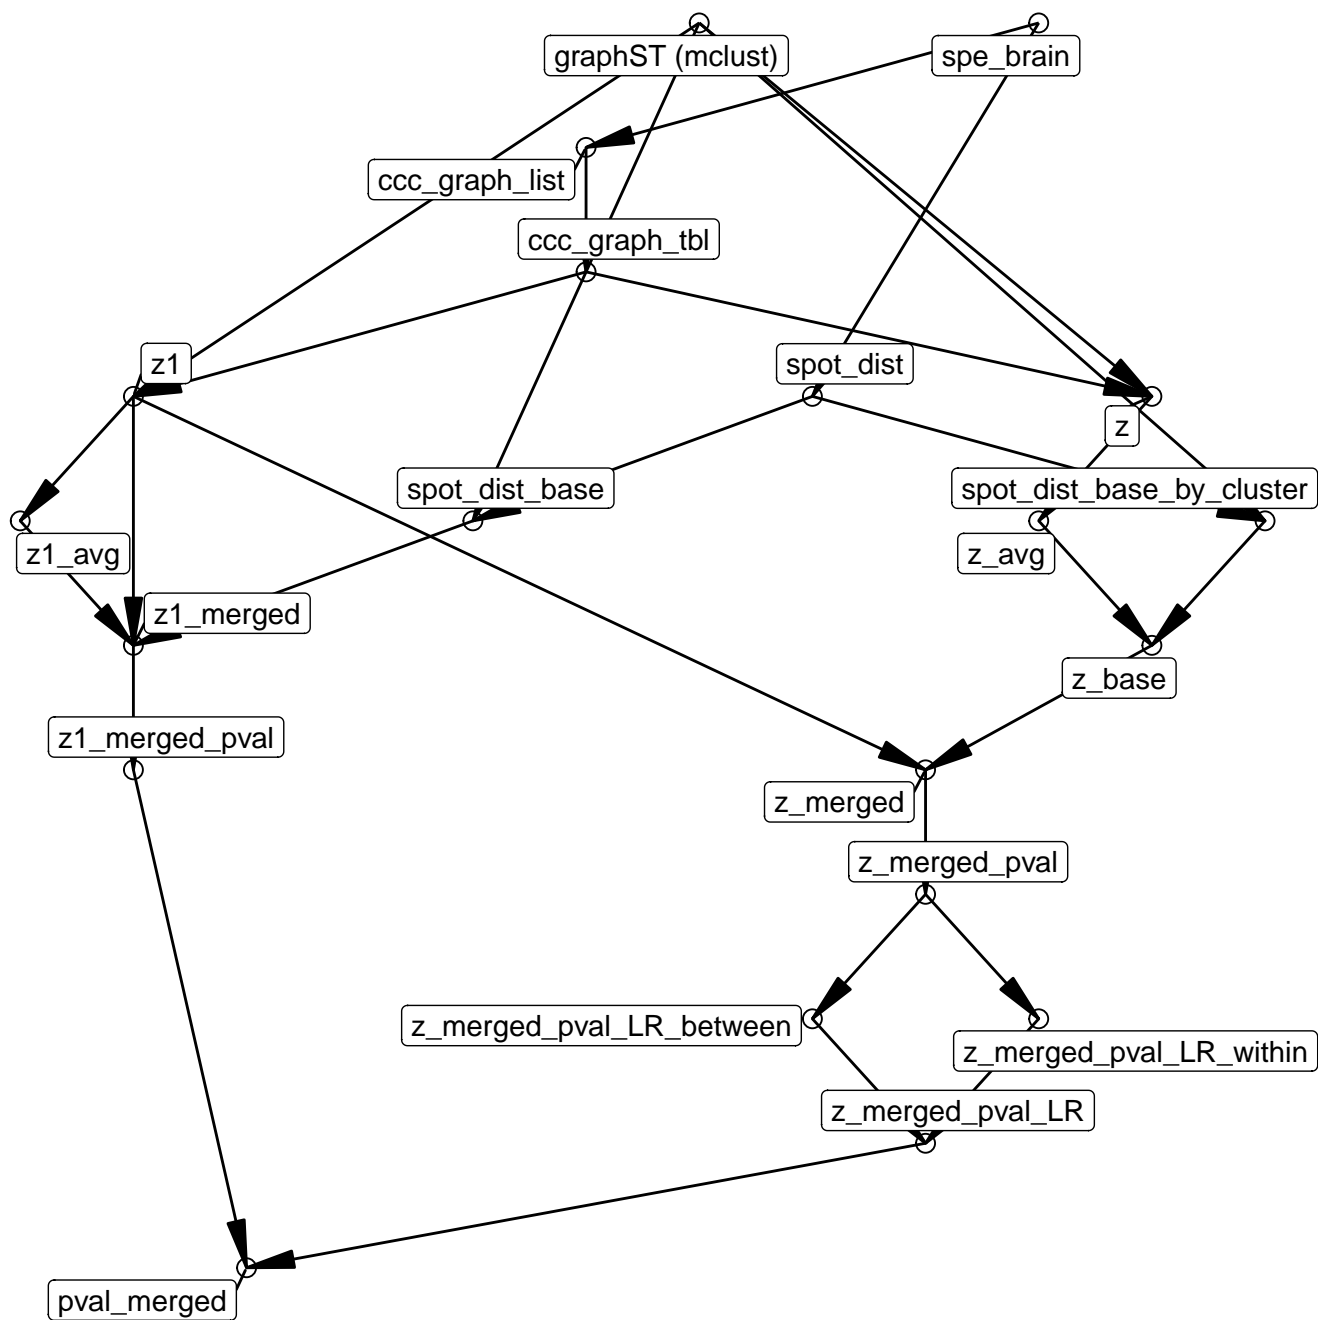 graphST (mclust)
spe_brain
ccc_graph_list
ccc_graph_tbl
z1
spot_dist
z
spot_dist_base
spot_dist_base_by_cluster
z1_avg
z_avg
z1_merged
z_base
z1_merged_pval
z_merged
z_merged_pval
z_merged_pval_LR_between
z_merged_pval_LR_within
z_merged_pval_LR
pval_merged